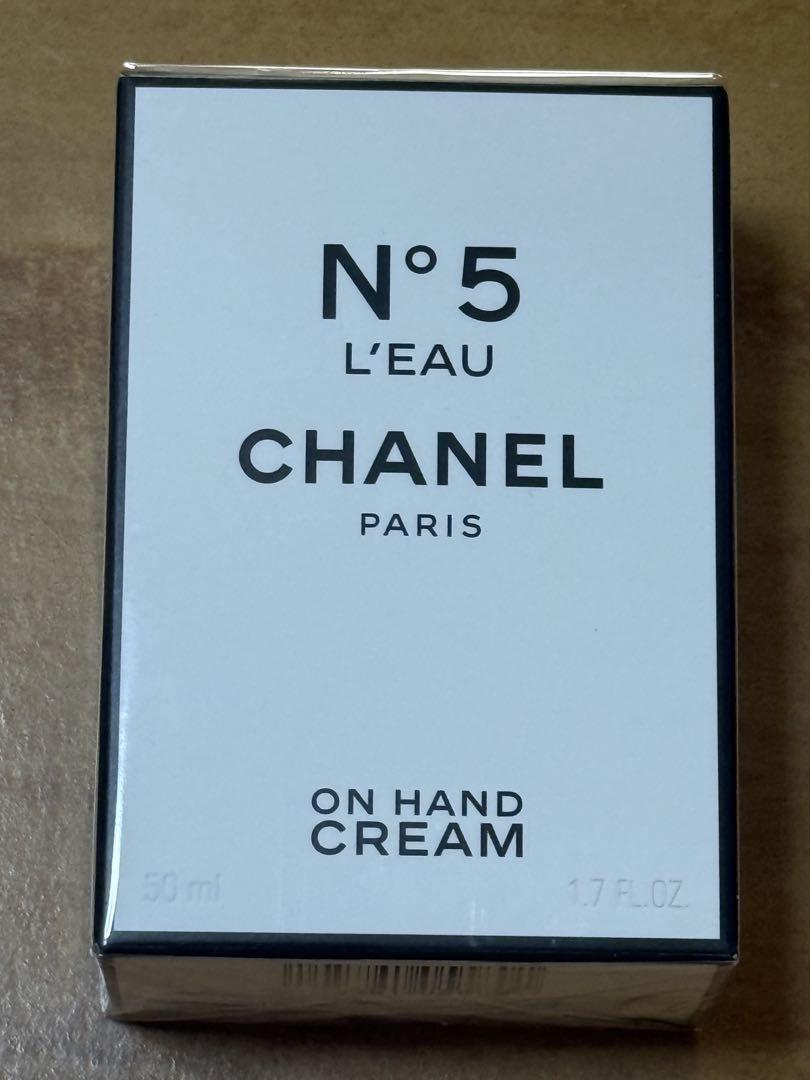 N° 5
L'EAU
CHANEL
PARIS
ON HAND
CREAM
50 ml
1.7 FL.OZ.